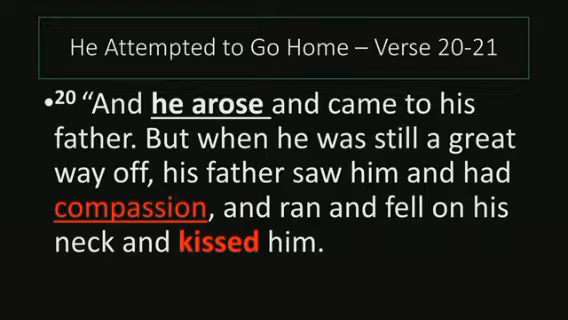 He Attempted to Go Home – Verse 20-21
•20 “And he arose and came to his
father. But when he was still a great
way off, his father saw him and had
compassion, and ran and fell on his
neck and kissed him.